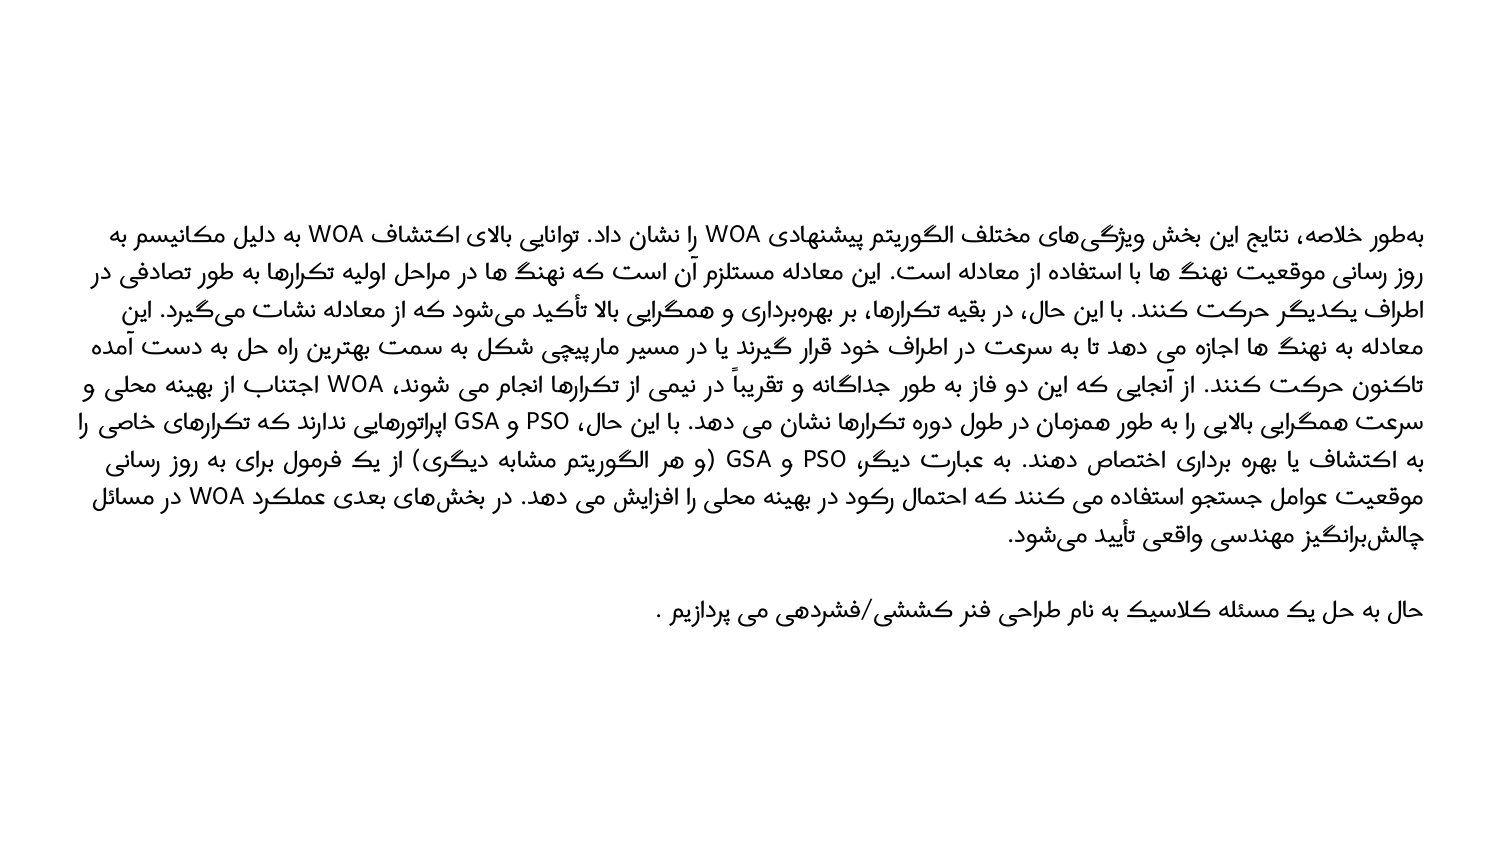 به‌طور خلاصه، نتایج این بخش ویژگی‌های مختلف الگوریتم پیشنهادی WOA را نشان داد. توانایی بالای اکتشاف WOA به دلیل مکانیسم به
روز رسانی موقعیت نهنگ ها با استفاده از معادله است. این معادله مستلزم آن است که نهنگ ها در مراحل اولیه تکرارها به طور تصادفی در
اطراف یکدیگر حرکت کنند. با این حال، در بقیه تکرارها، بر بهره‌برداری و همگرایی بالا تأکید می‌شود که از معادله نشات می‌گیرد. این
معادله به نهنگ ها اجازه می دهد تا به سرعت در اطراف خود قرار گیرند یا در مسیر مارپیچی شکل به سمت بهترین راه حل به دست آمده
تاکنون حرکت کنند. از آنجایی که این دو فاز به طور جداگانه و تقریباً در نیمی از تکرارها انجام می شوند، WOA اجتناب از بهینه محلی و
سرعت همگرایی بالایی را به طور همزمان در طول دوره تکرارها نشان می دهد. با این حال، PSO و GSA اپراتورهایی ندارند که تکرارهای خاصی را
به اکتشاف یا بهره برداری اختصاص دهند. به عبارت دیگر، PSO و GSA (و هر الگوریتم مشابه دیگری) از یک فرمول برای به روز رسانی
موقعیت عوامل جستجو استفاده می کنند که احتمال رکود در بهینه محلی را افزایش می دهد. در بخش‌های بعدی عملکرد WOA در مسائل
چالش‌برانگیز مهندسی واقعی تأیید می‌شود.
حال به حل یک مسئله کلاسیک به نام طراحی فنر کششی/فشردهی می پردازیم .